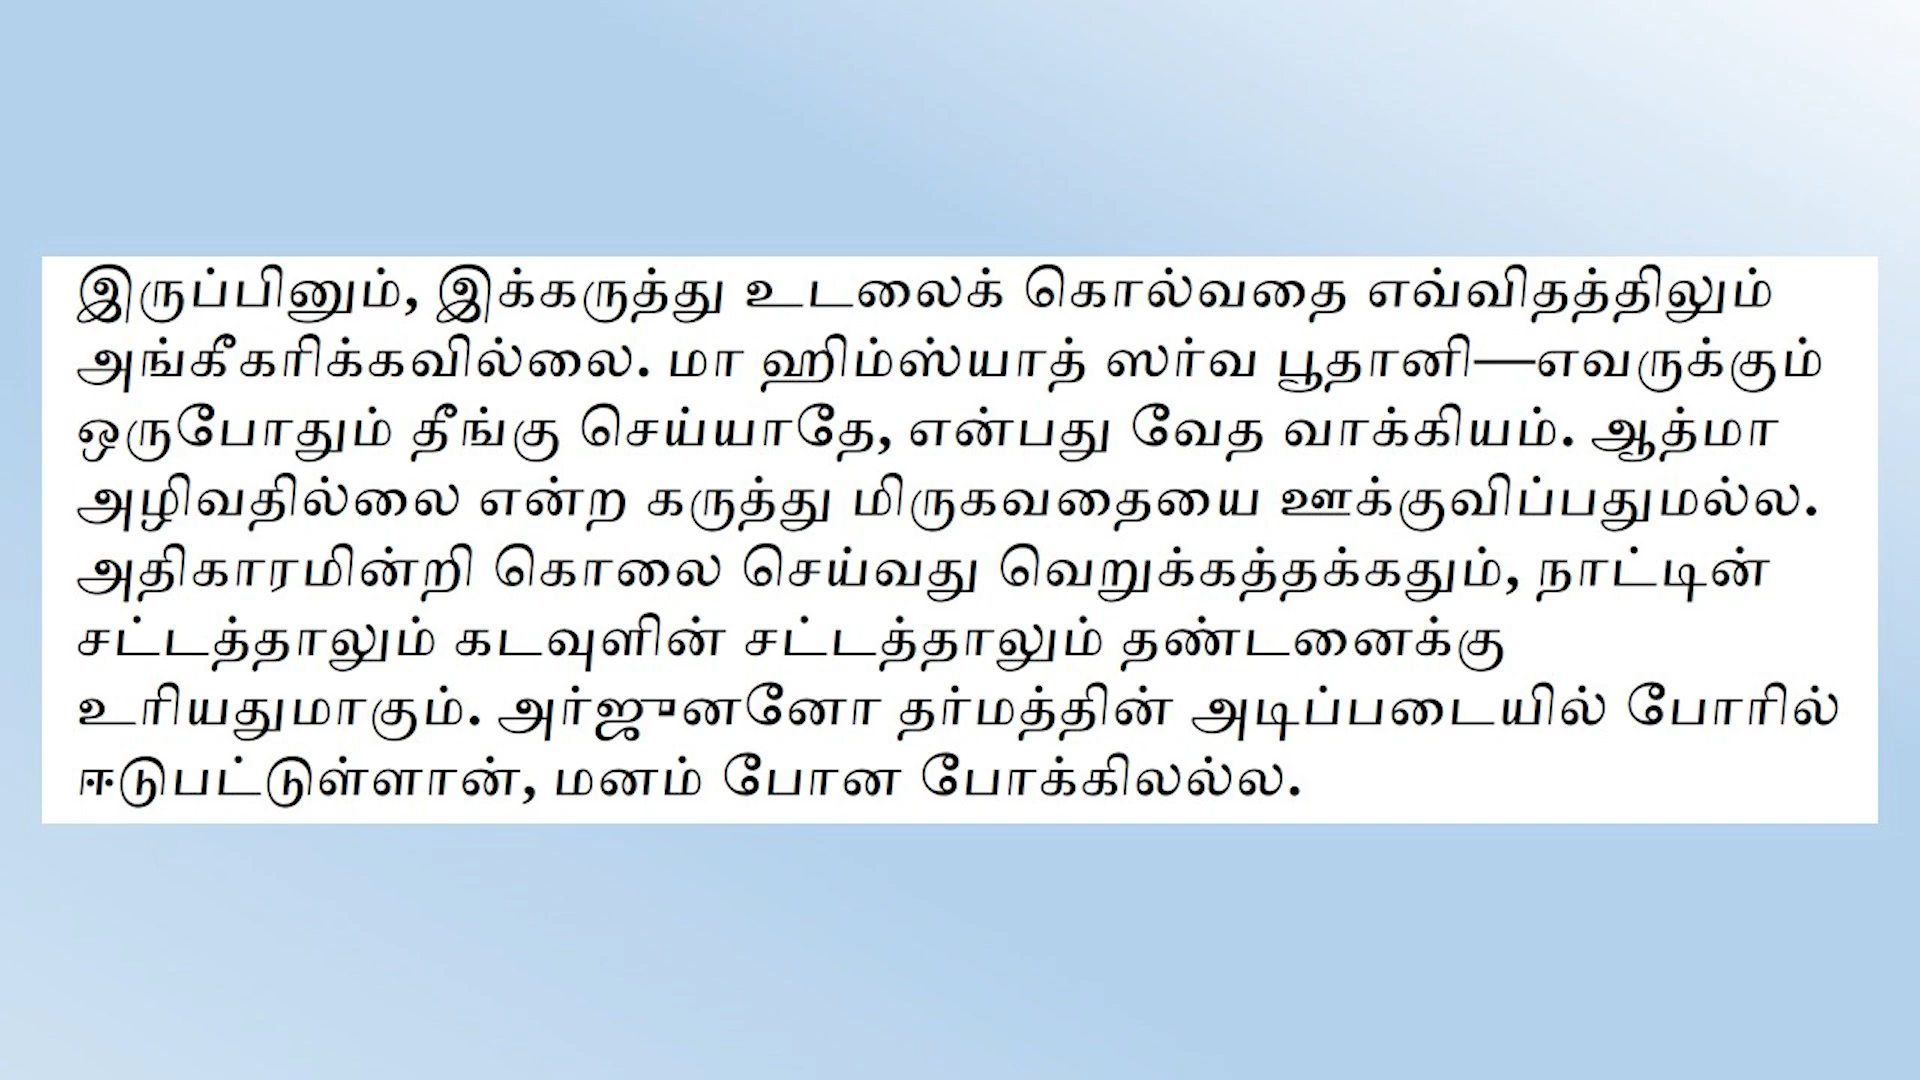 இருப்பினும், இக்கருத்து உடலைக் கொல்வதை எவ்விதத்திலும்
அங்கீகரிக்கவில்லை. மா ஹிம்ஸ்யாத் ஸர்வ பூதானி—எவருக்கும்
ஒருபோதும் தீங்கு செய்யாதே, என்பது வேத வாக்கியம். ஆத்மா
அழிவதில்லை என்ற கருத்து மிருகவதையை ஊக்குவிப்பதுமல்ல.
அதிகாரமின்றி கொலை செய்வது வெறுக்கத்தக்கதும், நாட்டின்
சட்டத்தாலும் கடவுளின் சட்டத்தாலும் தண்டனைக்கு
உரியதுமாகும். அர்ஜுனனோ தர்மத்தின் அடிப்படையில் போரில்
ஈடுபட்டுள்ளான், மனம் போன போக்கிலல்ல.